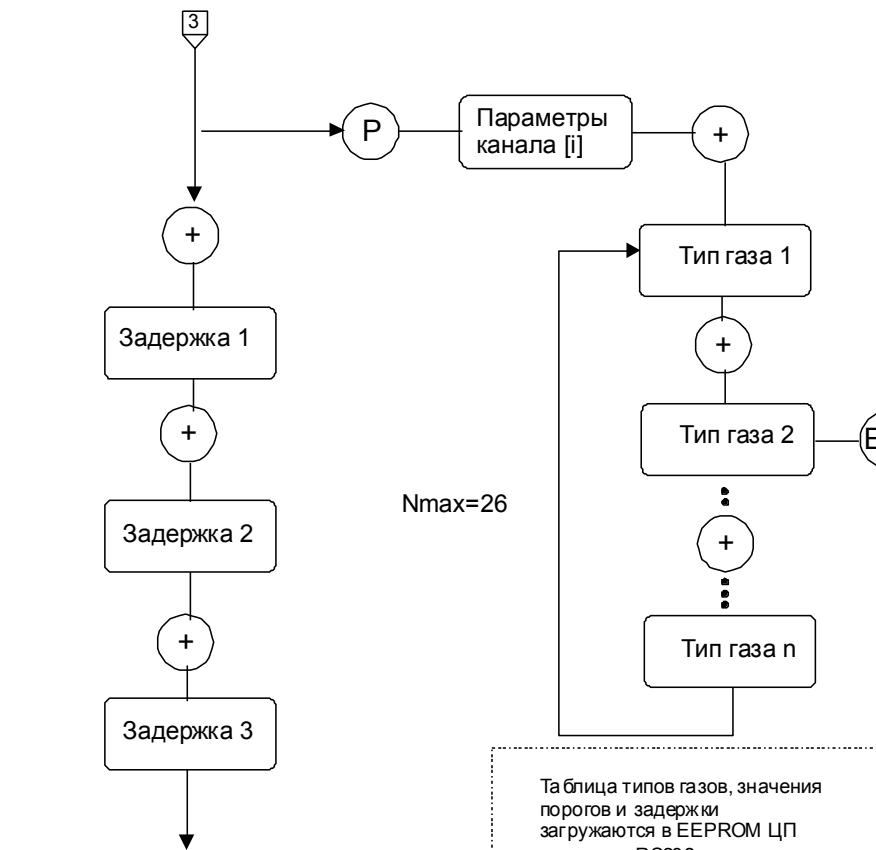 3
P
Параметры
канала [i]
+
+
Тип газа 1
Задержка 1
+
+
Тип газа 2
E
Nmax=26
Задержка 2
+
+
Тип газа n
Задержка 3
Таблица типов газов, значения
порогов и задержки
загружаются в EEPROM ЦП